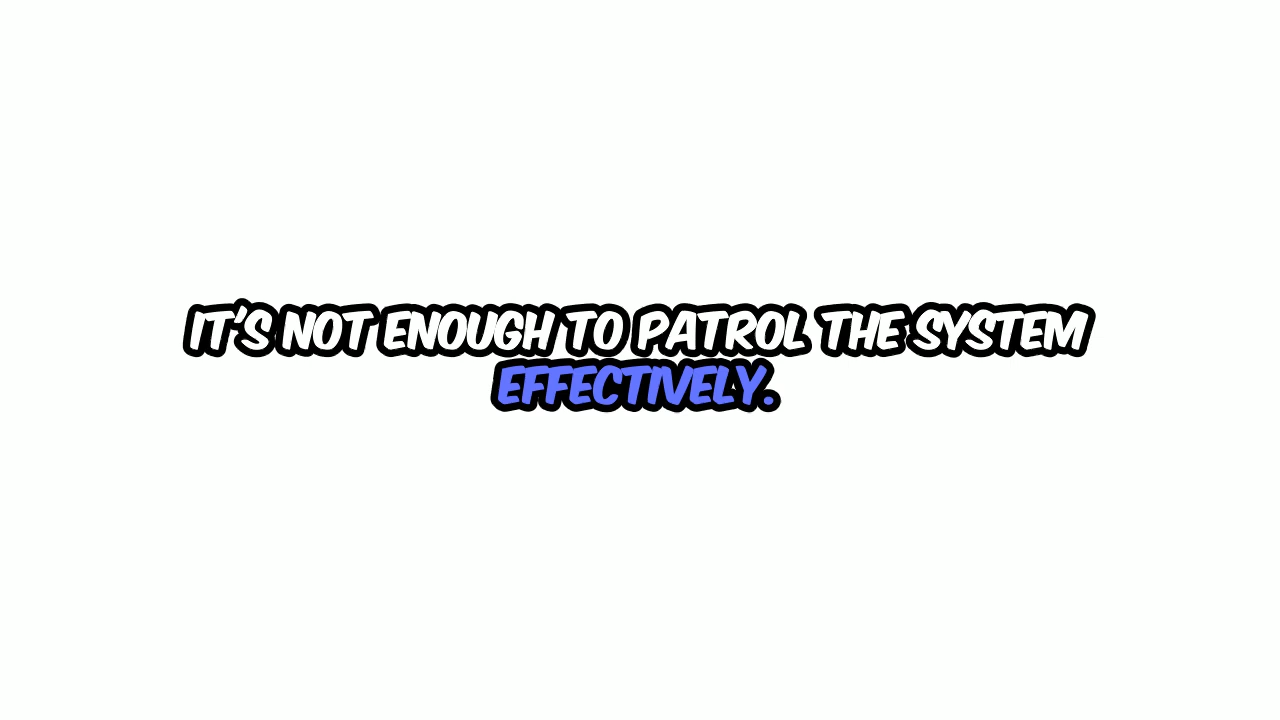 IT'S NOT ENOUGH TO PATROL THE SYSTEM
EFFECTIVELY.